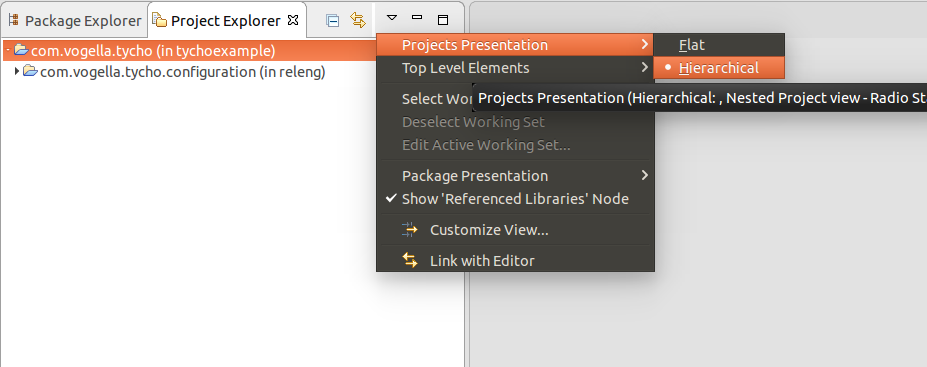 Package Explorer Project Explorer
com.vogella.tycho (in tychoexample)
com.vogella.tycho.configuration (in releng)
Projects Presentation
Top Level Elements
Select Wo
Deselect Working Set
Edit Active Working Set...
Package Presentation
Show 'Referenced Libraries' Node
Customize View...
Link with Editor
Flat
Hierarchical
Projects Presentation (Hierarchical: , Nested Project view - Radio Sta